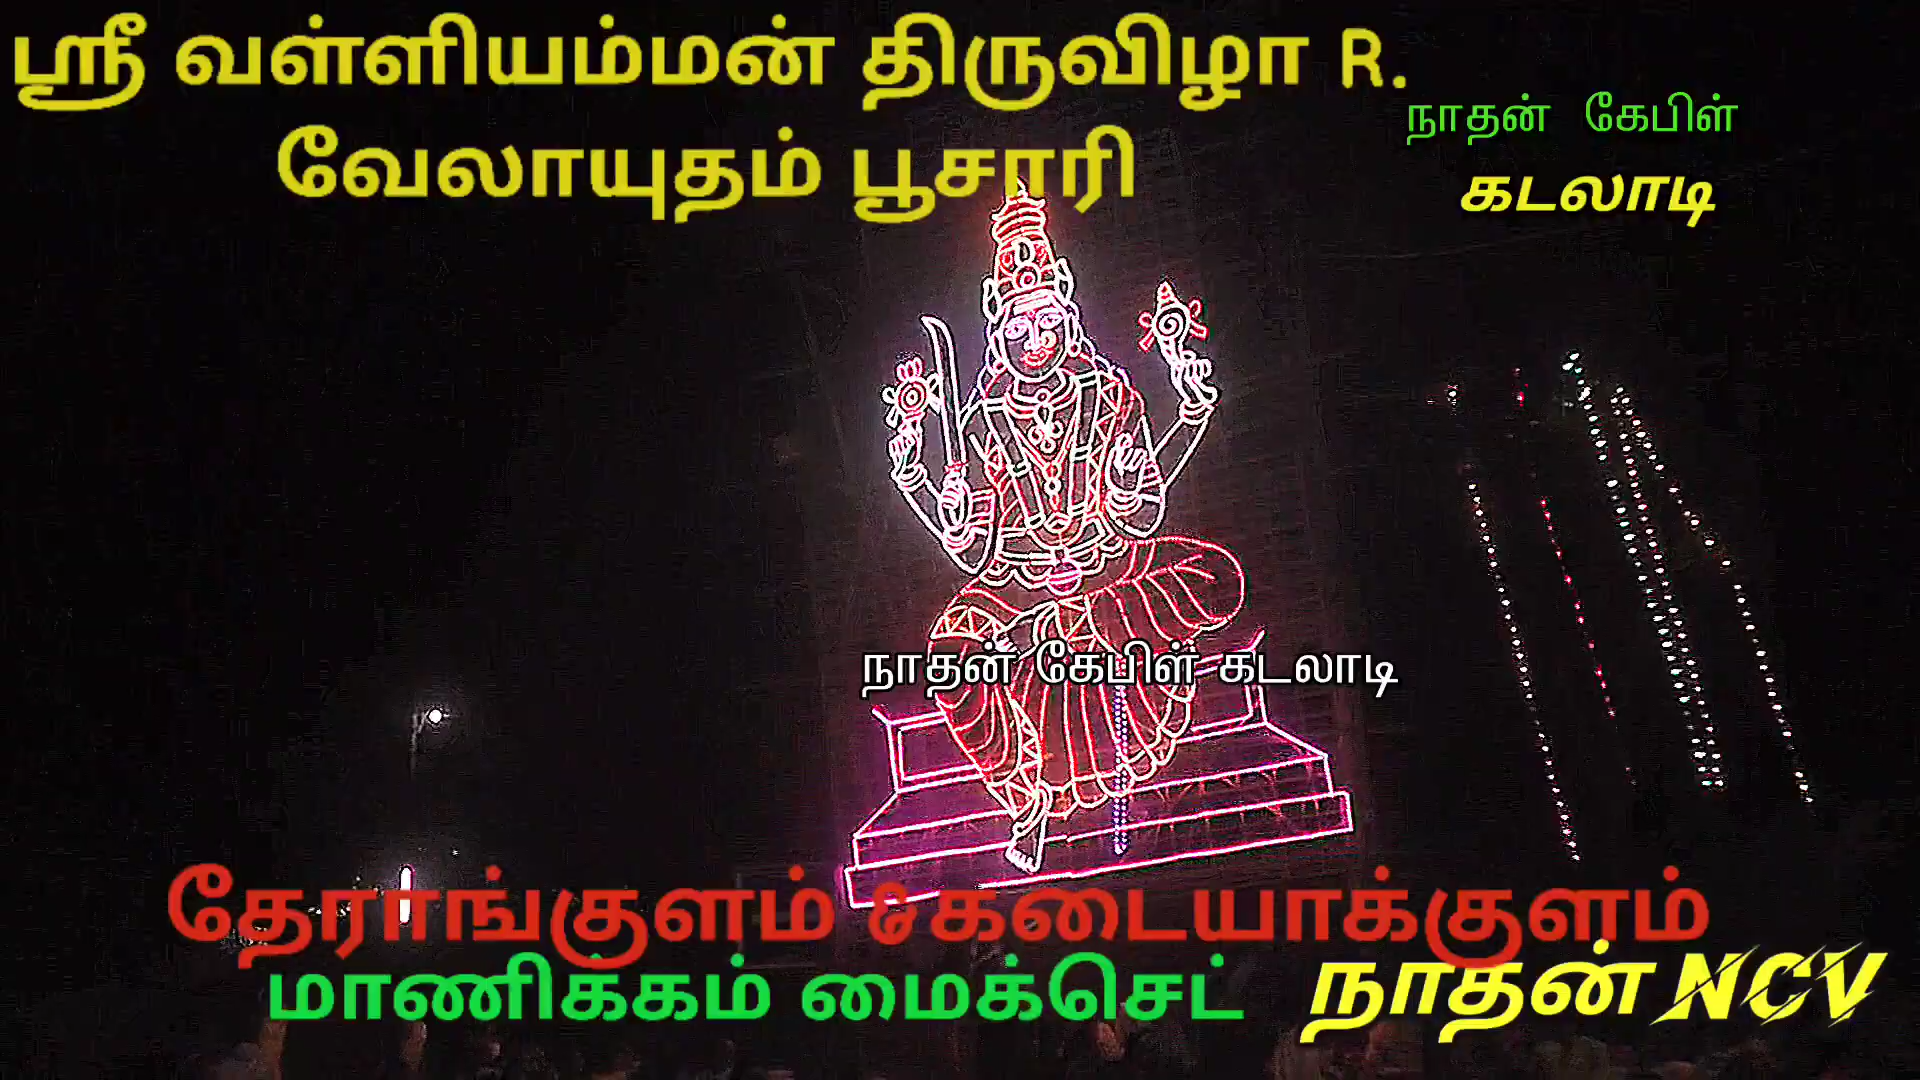 ஸ்ரீ வள்ளியம்மன் திருவிழா R.
வேலாயுதம் பூசாரி
நாதன் கேபிள்
கடலாடி
நாதன் கேபிள் கடலாடி
தேராங்குளம் கேடையாக்குளம்
மாணிக்கம் மைக்செட்
நாதன் NCV